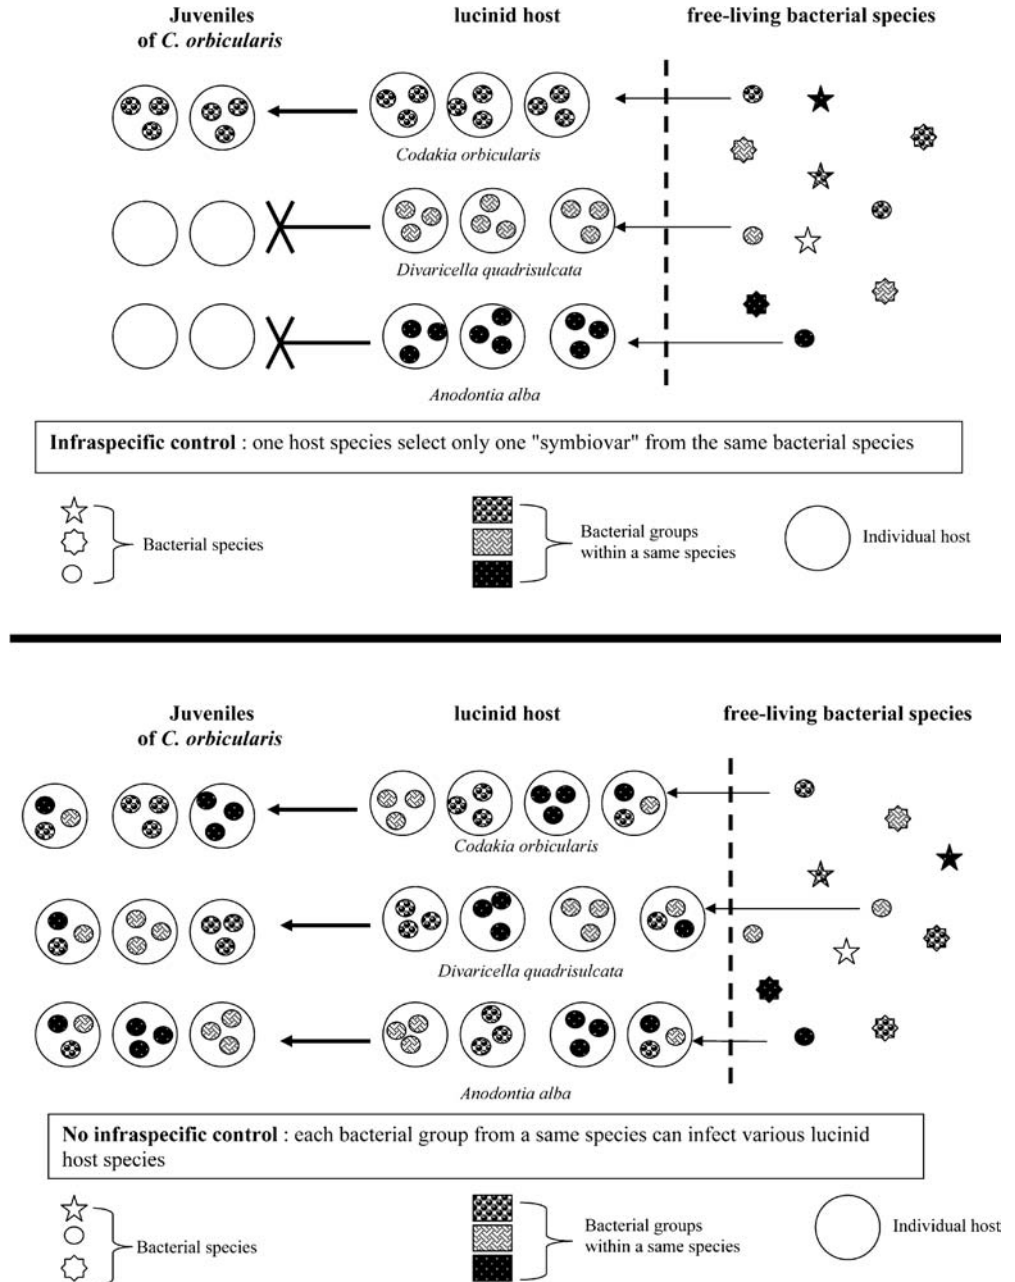 Juveniles
of C. orbicularis
lucinid host
free-living bacterial species
Codakia orbicularis
Divaricella quadrisulcata
Anodontia alba
Infraspecific control : one host species select only one "symbiovar" from the same bacterial species
Bacterial species
Bacterial groups
within a same species
Individual host
Juveniles
of C. orbicularis
lucinid host
free-living bacterial species
Codakia orbicularis
Divaricella quadrisulcata
Anodontia alba
No infraspecific control : each bacterial group from a same species can infect various lucinid
host species
Bacterial species
Bacterial groups
within a same species
Individual host